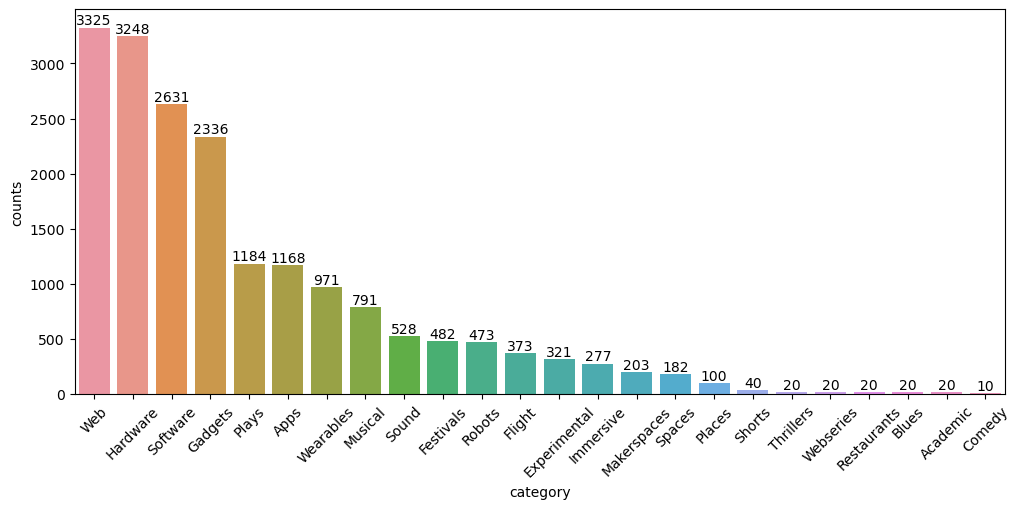 3325
3248
2631
2336
1184
1168
971
791
528
482
473
373
321
277
203
182
100
40
20
20
20
20
20
10
3000
2500
2000
1500
1000
500
0
counts
Web
Hardware
Software
Gadgets
Plays
Apps
Wearables
Musical
Sound
Festivals
Robots
Flight
Experimental
Immersive
Makerspaces
Spaces
Places
Shorts
Thrillers
Webseries
Restaurants
Blues
Academic
Comedy
category